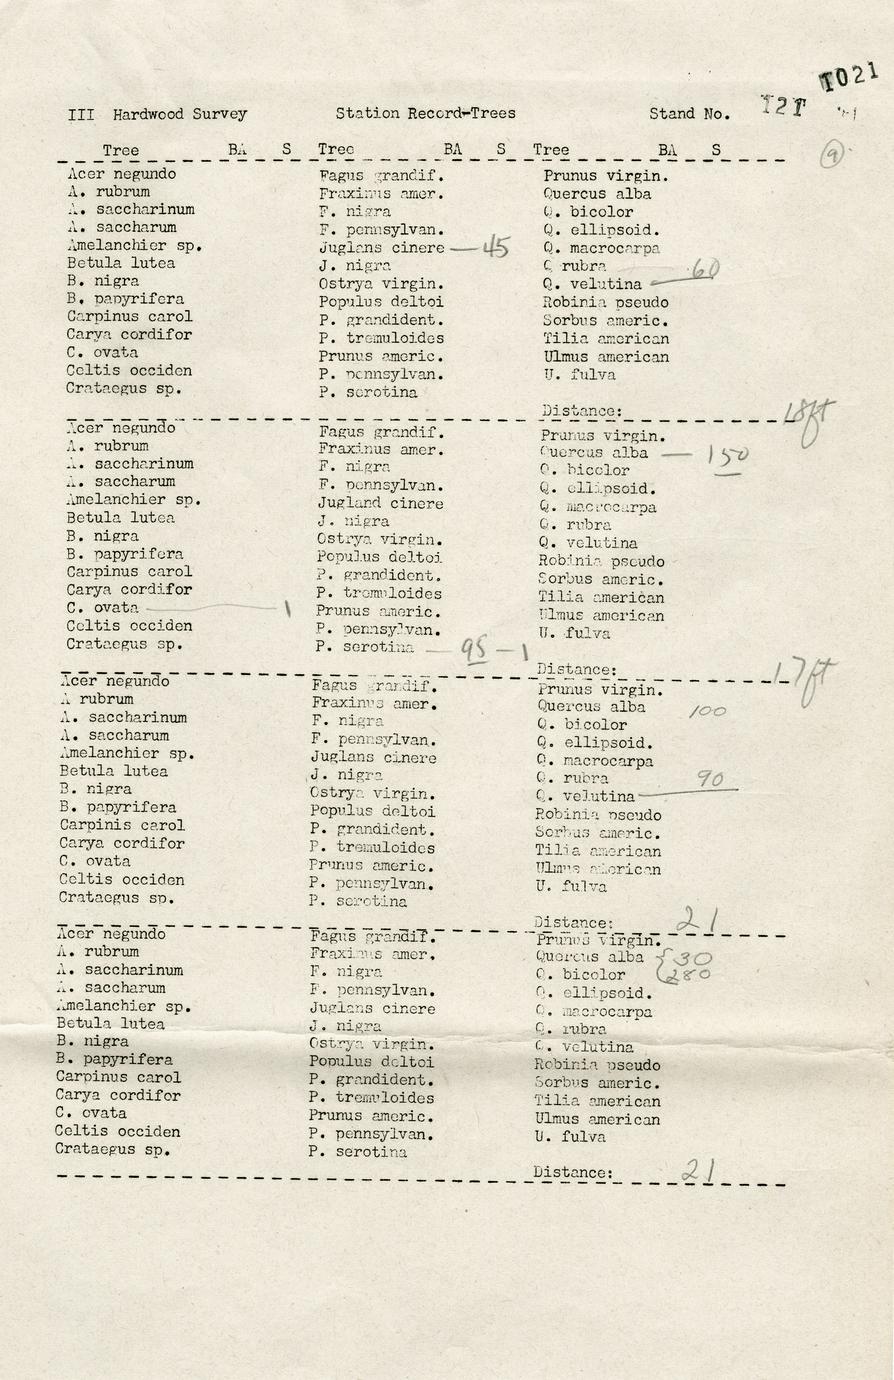 1021
III Hardwood Survey Station Record-Trees Stand No. 121
9
Tree BA S Tree BA S Tree BA S
Acer negundo Fagus grandif. Prunus virgin.
A. rubrum Fraxinus amer. Quercus alba
A. saccharinum F. nigra Q. bicolor
A. saccharum F. pennsylvan. Q. ellipsoid.
Amelanchier sp. Juglans cinere — 45 Q. macrocarpa
Betula lutea J. nigra Q rubra 60
B. nigra Ostrya virgin. Q. velutina
B. papyrifera Populus deltoi Robinia pseudo
Carpinus carol P. grandident. Sorbus americ.
Carya cordifor P. tremuloides Tilia american
C. ovata Prunus americ. Ulmus american
Celtis occiden P. pennsylvan. U. fulva
Crataegus sp. P. serotina
Distance: 18ft
Acer negundo Fagus grandif. Prunus virgin.
A. rubrum Fraxinus amer. Quercus alba — 150
A. saccharinum F. nigra Q. bicolor
A. saccharum F. pennsylvan. Q. ellipsoid.
Amelanchier sp. Jugland cinere Q. macrocarpa
Betula lutea J. nigra Q. rubra
B. nigra Ostrya virgin. Q. velutina
B. papyrifera Populus deltoi Robinia pseudo
Carpinus carol P. grandident. Sorbus americ.
Carya cordifor P. tremuloides Tilia american
C. ovata — 1 Prunus americ. Ulmus american
Celtis occiden P. pennsylvan. U. fulva
Crataegus sp. P. serotina — 95 – 1
Distance: 17ft
Acer negundo Fagus grandif. Prunus virgin.
A rubrum Fraxinus amer. Quercus alba 100
A. saccharinum F. nigra Q. bicolor
A. saccharum F. pennsylvan. Q. ellipsoid.
Amelanchier sp. Juglans cinere Q. macrocarpa
Betula lutea J. nigra Q. rubra 90
B. nigra Ostrya virgin. Q. velutina
B. papyrifera Populus deltoi Robinia pseudo
Carpinis carol P. grandident. Sorbus americ.
Carya cordifor P. tremuloides Tilia american
C. ovata Prunus americ. Ulmus american
Celtis occiden P. pennsylvan. U. fulva
Crataegus sp. P. serotina
Distance: 21
Acer negundo Fagus grandif. Prunus virgin.
A. rubrum Fraxinus amer. Quercus alba { 30
A. saccharinum F. nigra Q. bicolor 280
A. saccharum F. pennsylvan. Q. ellipsoid.
Amelanchier sp. Juglans cinere Q. macrocarpa
Betula lutea J. nigra Q. rubra
B. nigra Ostrya virgin. Q. velutina
B. papyrifera Populus deltoi Robinia pseudo
Carpinus carol P. grandident. Sorbus americ.
Carya cordifor P. tremuloides Tilia american
C. ovata Prunus americ. Ulmus american
Celtis occiden P. pennsylvan. U. fulva
Crataegus sp. P. serotina
Distance: 21